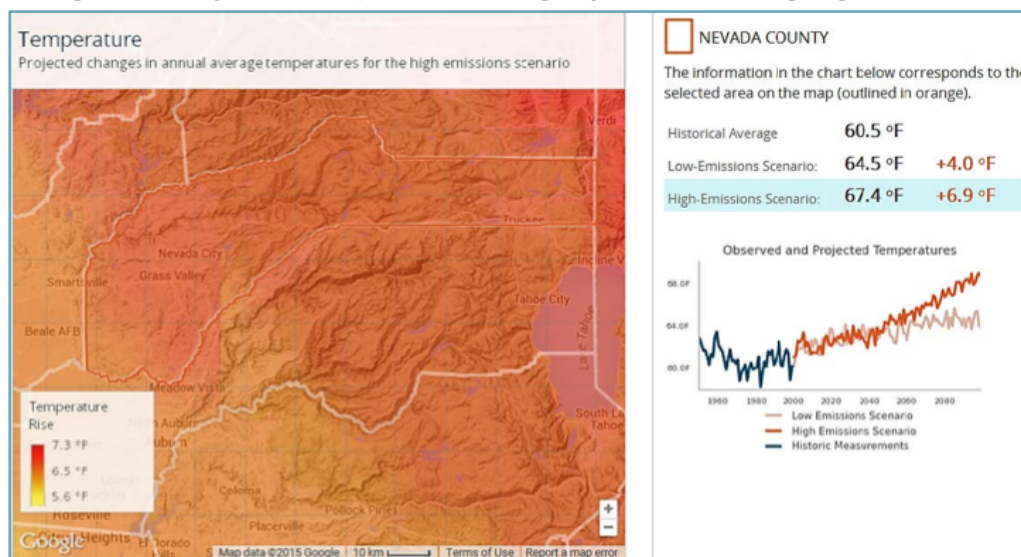 Temperature
Projected changes in annual average temperatures for the high emissions scenario
Verdi
Truckee
Nevada City
Incline V
Grass Valley
Smartsville
Tahoe City
Beale AFB
Lake Tahoe
Meadow Vista
South La
Tahoe
Temperature
Rise
7.3 °F
6.5 °F
5.6 °F
North Auburn
Auburn
Roseville
Heights
Coloma
Pollock Pines
Placerville
El Dorado
Google
Map data ©2015 Google
10 km
Terms of Use
Report a map error
+
−
NEVADA COUNTY
The information in the chart below corresponds to the
selected area on the map (outlined in orange).
Historical Average 60.5 °F
Low-Emissions Scenario: 64.5 °F +4.0 °F
High-Emissions Scenario: 67.4 °F +6.9 °F
Observed and Projected Temperatures
68.0F
64.0F
60.0F
1960 1980 2000 2020 2040 2060 2080
Low Emissions Scenario
High Emissions Scenario
Historic Measurements